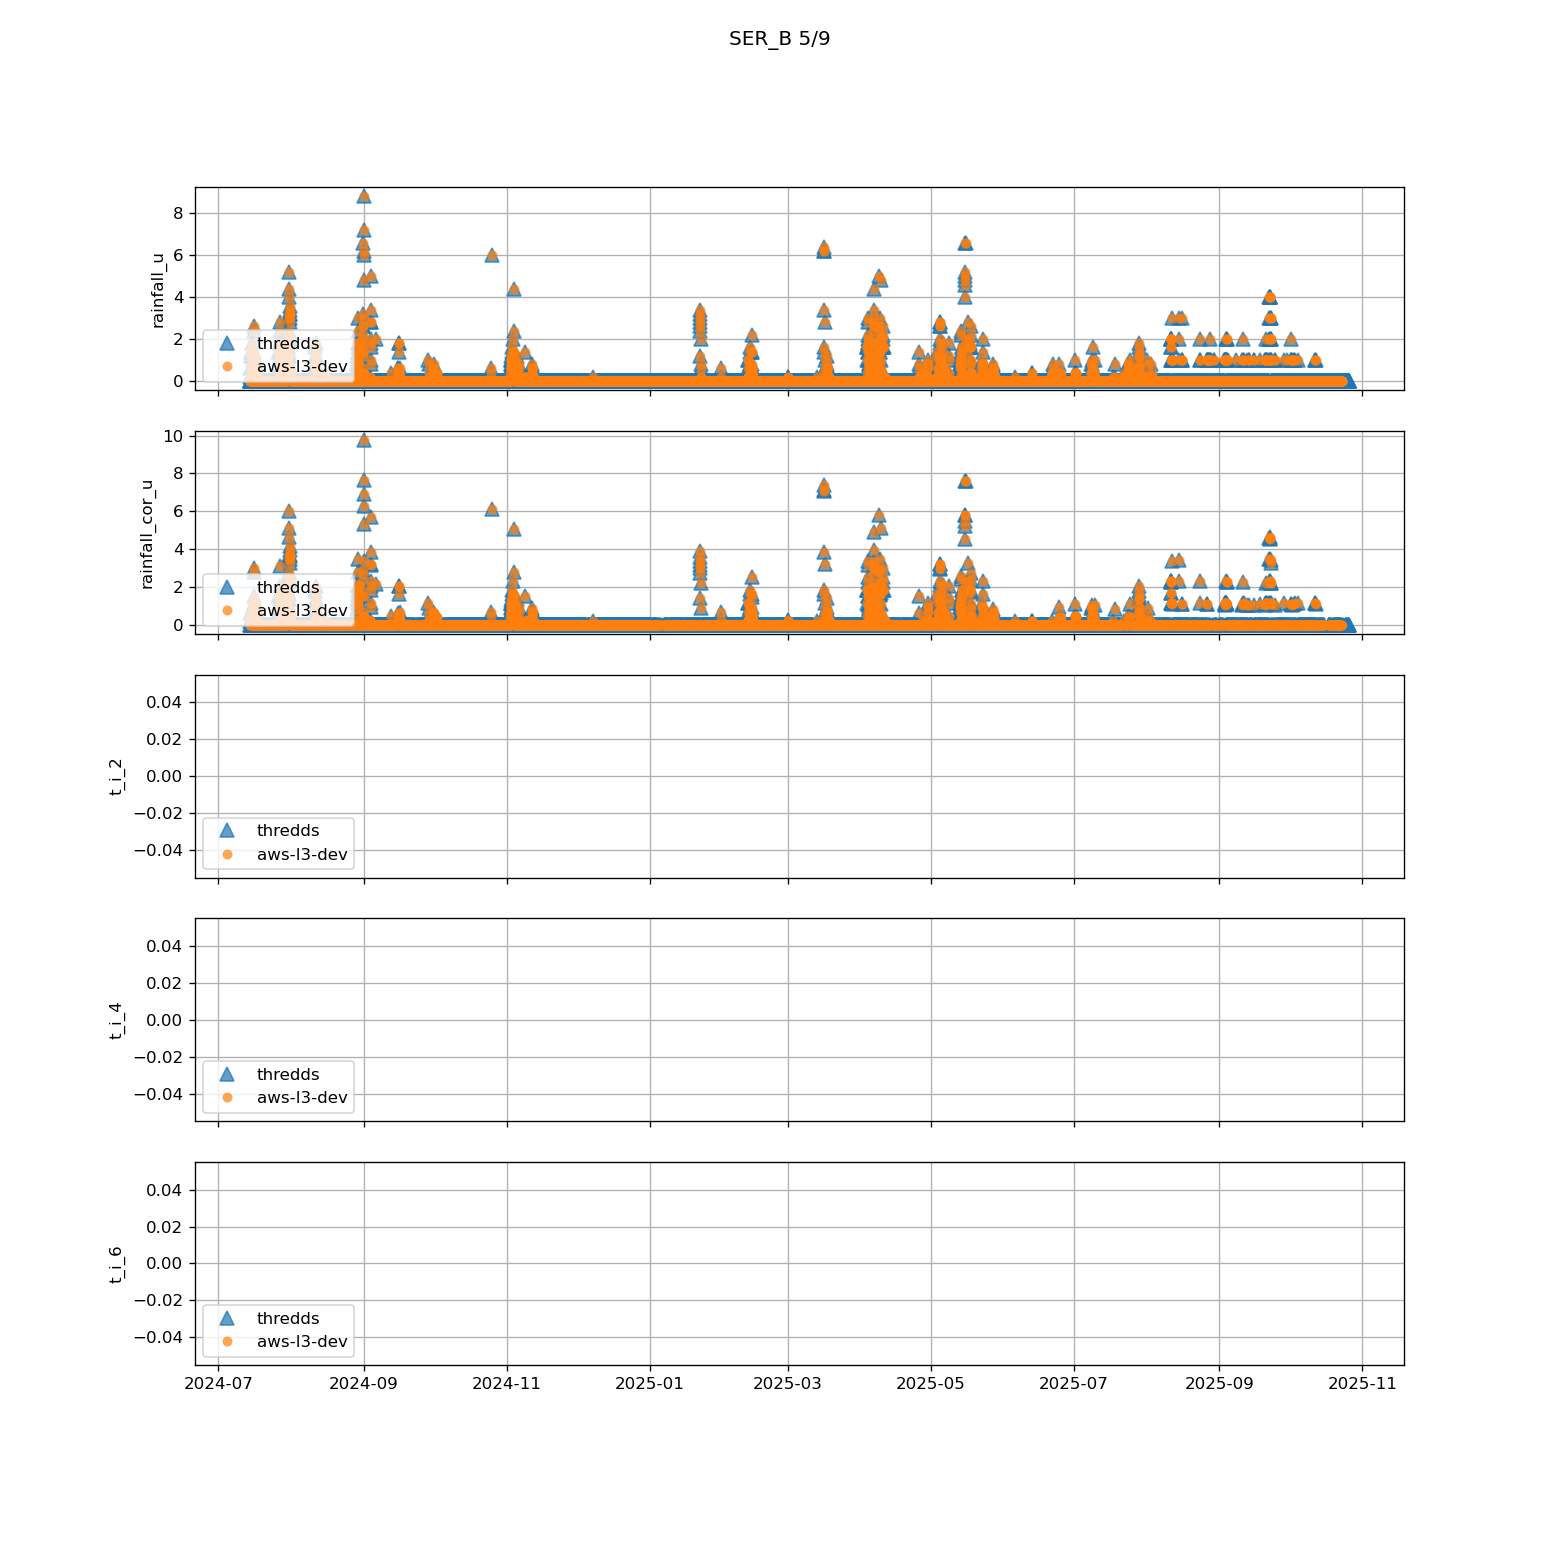 SER_B 5/9
8
6
4
2
0
rainfall_u
thredds
aws-l3-dev
10
8
6
4
2
0
rainfall_cor_u
thredds
aws-l3-dev
0.04
0.02
0.00
−0.02
−0.04
t_i_2
thredds
aws-l3-dev
0.04
0.02
0.00
−0.02
−0.04
t_i_4
thredds
aws-l3-dev
0.04
0.02
0.00
−0.02
−0.04
t_i_6
thredds
aws-l3-dev
2024-07 2024-09 2024-11 2025-01 2025-03 2025-05 2025-07 2025-09 2025-11